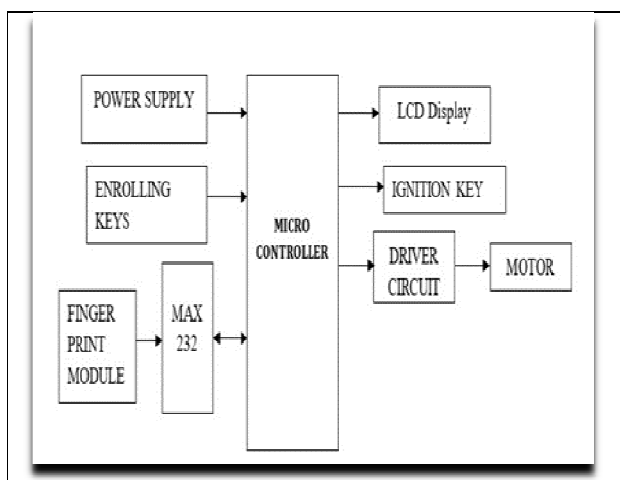 POWER SUPPLY
ENROLLING
KEYS
FINGER
PRINT
MODULE
MAX
232
MICRO
CONTROLLER
LCD Display
IGNITION KEY
DRIVER
CIRCUIT
MOTOR